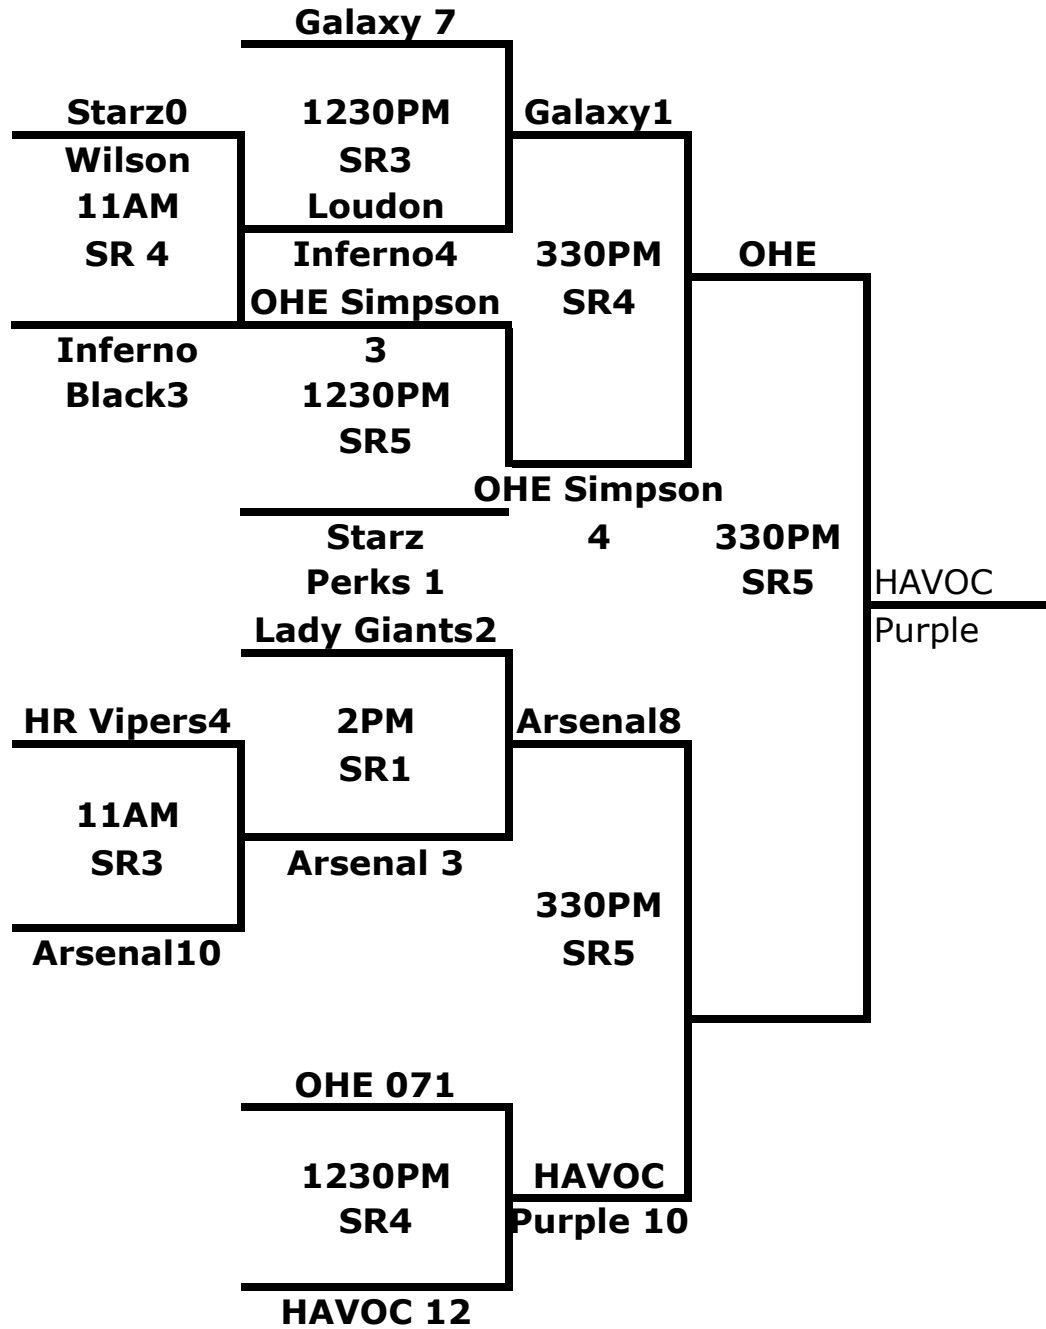 Galaxy 7
Starz0
Wilson
11AM
SR 4
1230PM
SR3
Loudon
Inferno4
Galaxy1
OHE Simpson
3
330PM
SR4
OHE
Inferno
Black3
1230PM
SR5
OHE Simpson
4
Starz
Perks 1
330PM
SR5
HAVOC
Purple
Lady Giants2
HR Vipers4
2PM
SR1
Arsenal8
11AM
SR3
Arsenal 3
Arsenal10
330PM
SR5
OHE 071
1230PM
SR4
HAVOC
Purple 10
HAVOC 12